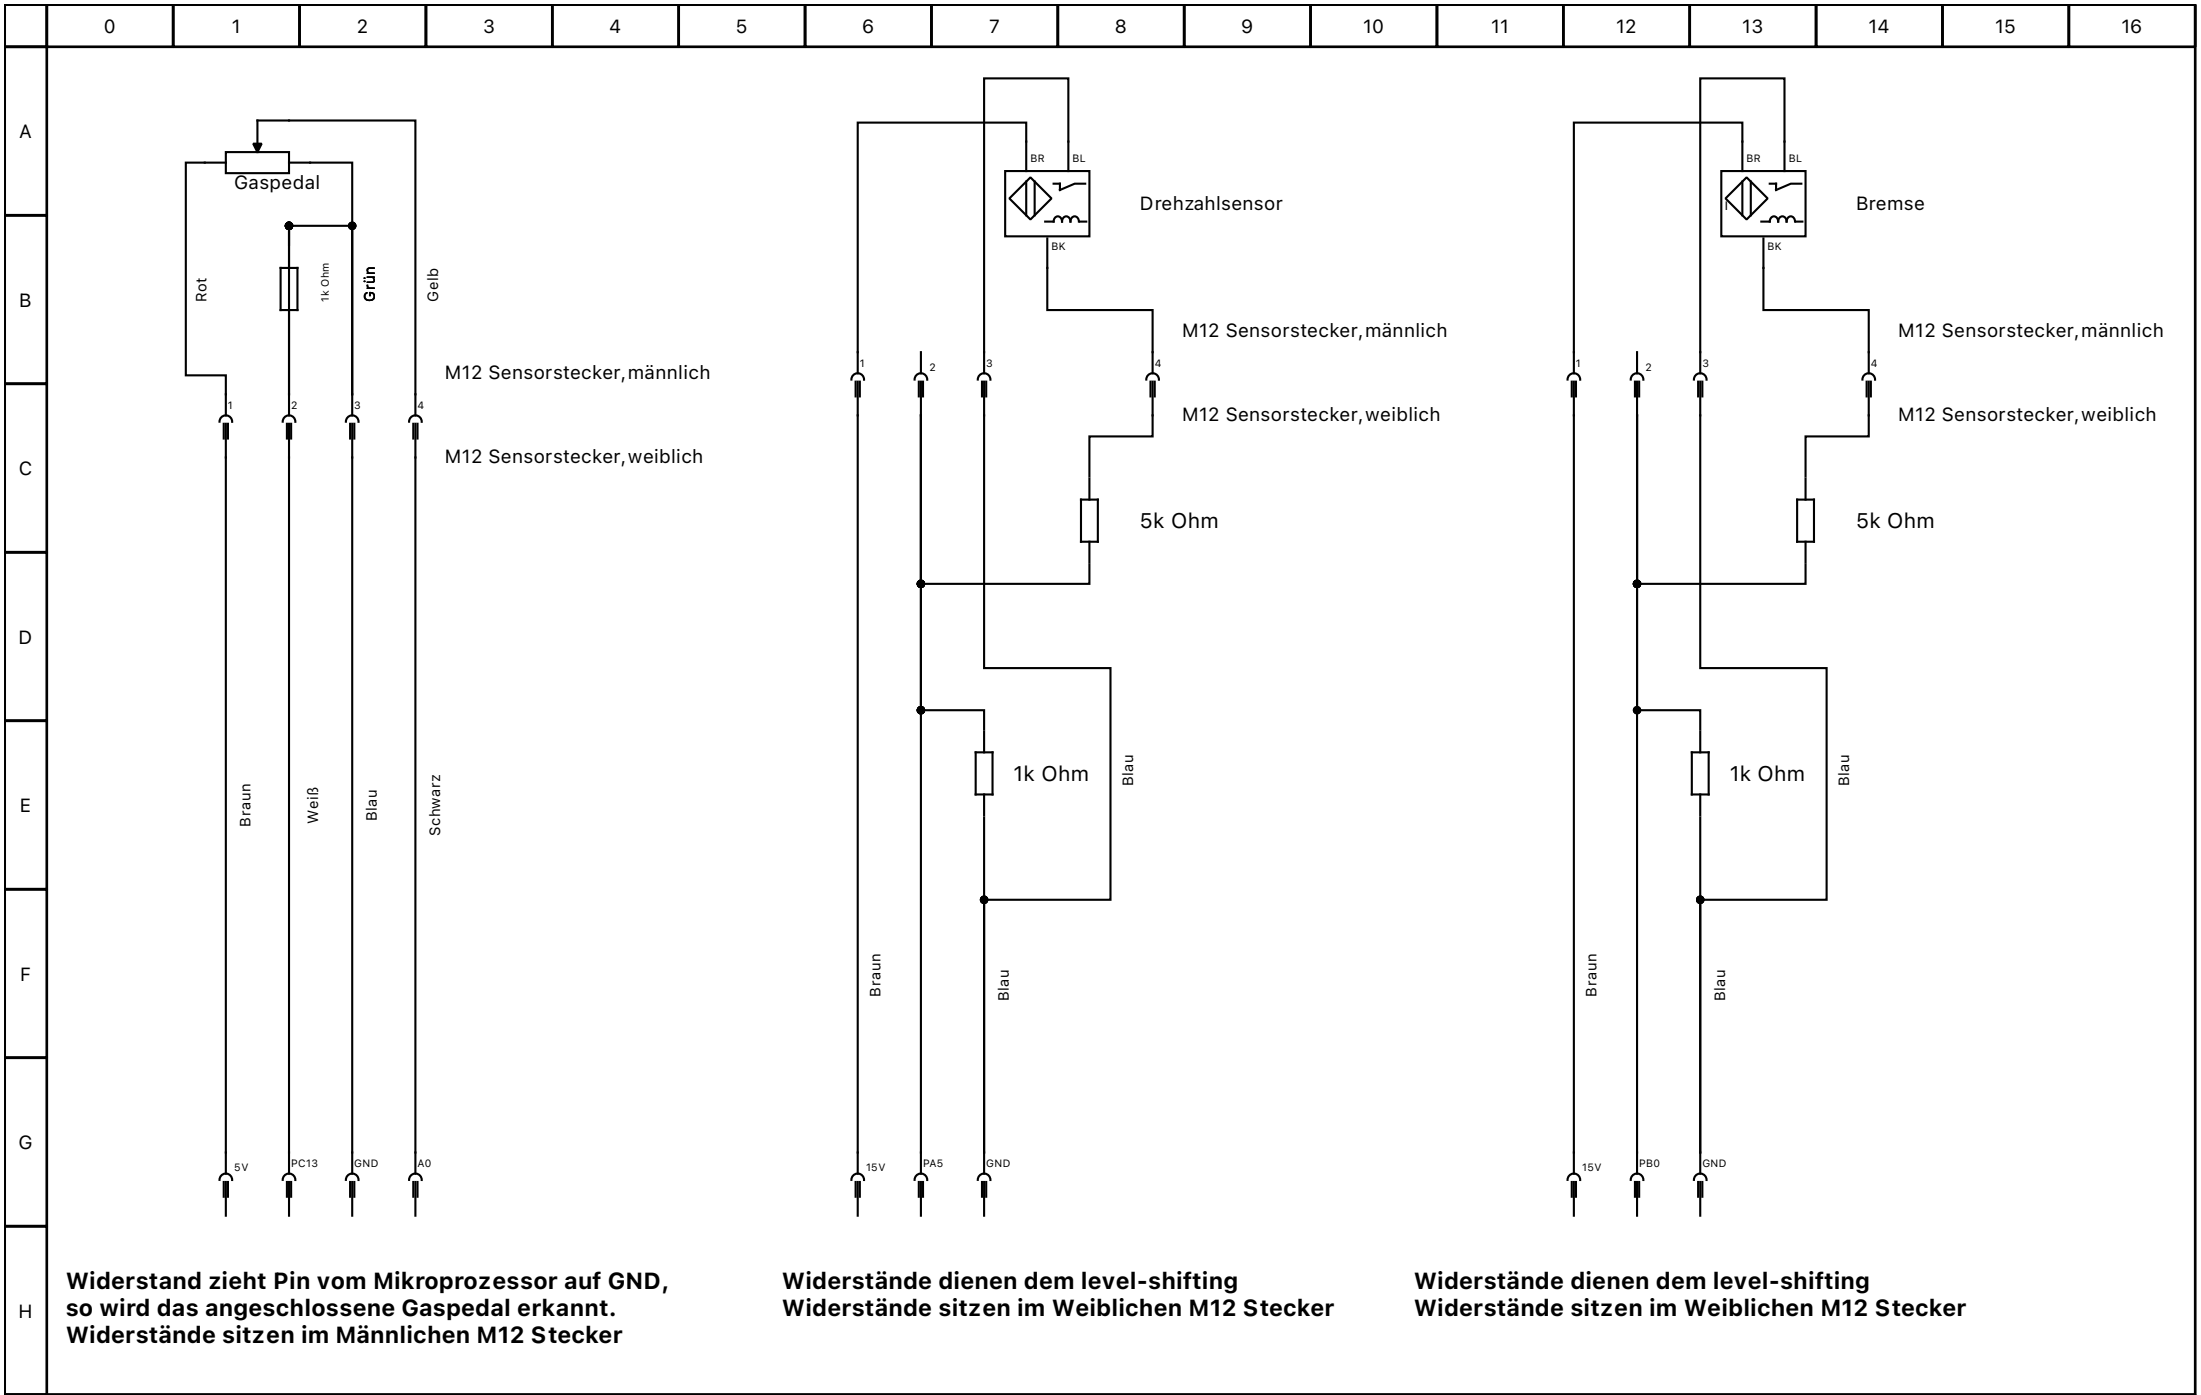 0 1 2 3 4 5 6 7 8 9 10 11 12 13 14 15 16
A
B
C
D
E
F
G
H
Gaspedal
Rot
1k Ohm
Grün
Gelb
M12 Sensorstecker,männlich
1 2 3 4
M12 Sensorstecker,weiblich
Braun
Weiß
Blau
Schwarz
5V PC13 GND A0
Widerstand zieht Pin vom Mikroprozessor auf GND,
so wird das angeschlossene Gaspedal erkannt.
Widerstände sitzen im Männlichen M12 Stecker
BR BL
Drehzahlsensor
BK
M12 Sensorstecker,männlich
1 2 3 4
M12 Sensorstecker,weiblich
5k Ohm
1k Ohm
Blau
Braun
Blau
15V PA5 GND
Widerstände dienen dem level-shifting
Widerstände sitzen im Weiblichen M12 Stecker
BR BL
Bremse
BK
M12 Sensorstecker,männlich
1 2 3 4
M12 Sensorstecker,weiblich
5k Ohm
1k Ohm
Blau
Braun
Blau
15V PB0 GND
Widerstände dienen dem level-shifting
Widerstände sitzen im Weiblichen M12 Stecker